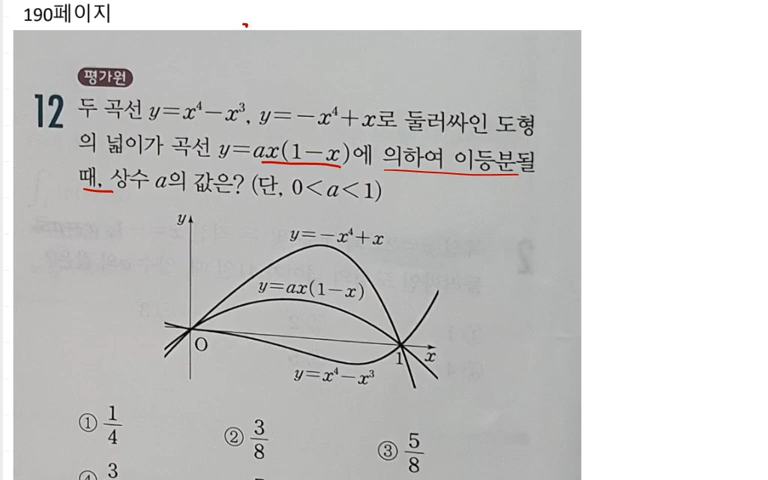 190페이지
평가원
12 두 곡선 y=x⁴-x³, y=-x⁴+x로 둘러싸인 도형
의 넓이가 곡선 y=ax(1-x)에 의하여 이등분될
때, 상수 a의 값은? (단, 0<a<1)
y
y=-x⁴+x
y=ax(1-x)
O
1
x
y=x⁴-x³
① 1/4 ② 3/8 ③ 5/8
④ 3